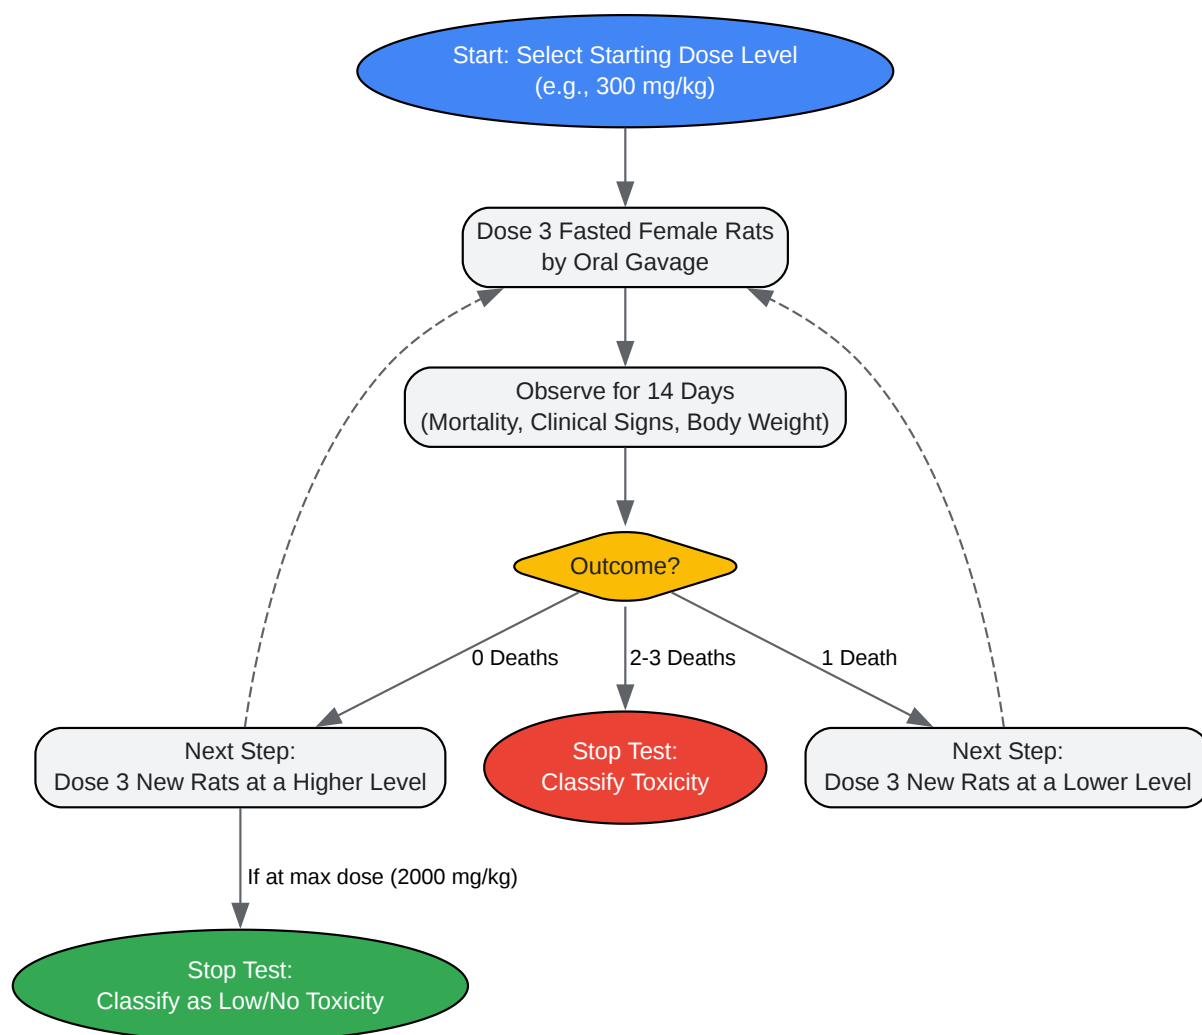 Start: Select Starting Dose Level
(e.g., 300 mg/kg)
Dose 3 Fasted Female Rats
by Oral Gavage
Observe for 14 Days
(Mortality, Clinical Signs, Body Weight)
Outcome?
0 Deaths
2-3 Deaths
1 Death
Next Step:
Dose 3 New Rats at a Higher Level
Stop Test:
Classify Toxicity
Next Step:
Dose 3 New Rats at a Lower Level
If at max dose (2000 mg/kg)
Stop Test:
Classify as Low/No Toxicity